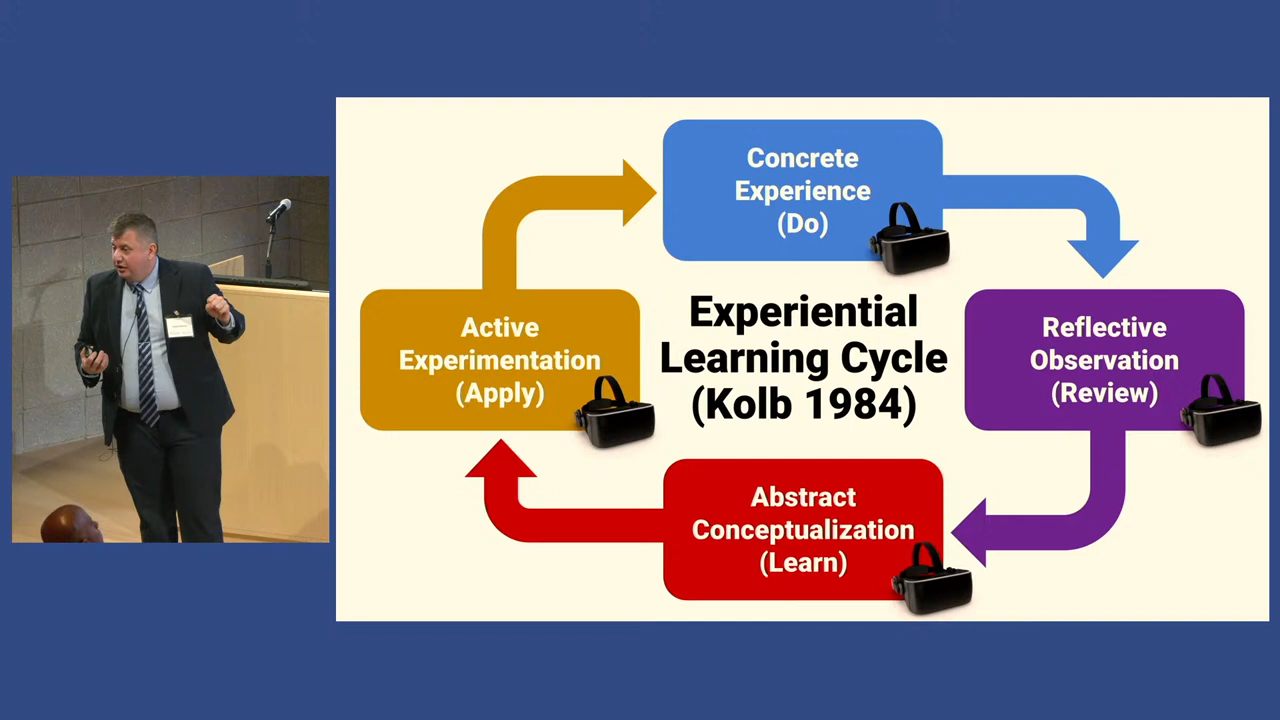 Concrete
Experience
(Do)
Experiential
Learning Cycle
(Kolb 1984)
Active
Experimentation
(Apply)
Reflective
Observation
(Review)
Abstract
Conceptualization
(Learn)